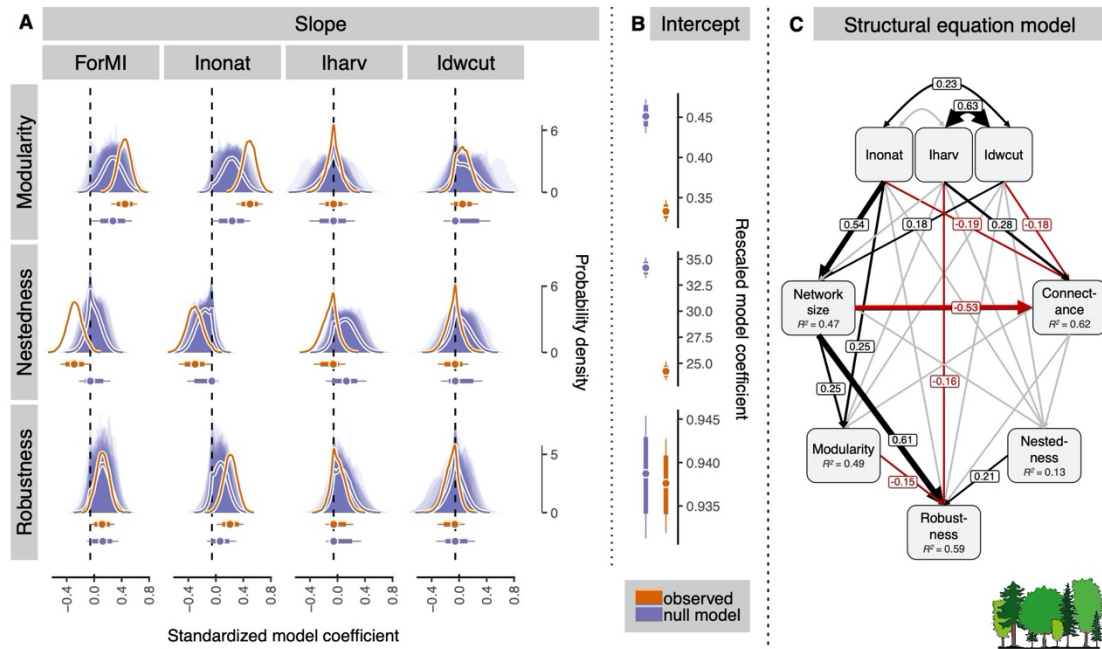 A
Slope
ForMI
Inonat
Iharv
Idwcut
Modularity
6
0
Nestedness
6
0
Robustness
5
0
Probability density
−0.4
0.0
0.4
0.8
−0.4
0.0
0.4
0.8
−0.4
0.0
0.4
0.8
−0.4
0.0
0.4
0.8
Standardized model coefficient
B
Intercept
0.45
0.40
0.35
35.0
32.5
30.0
27.5
25.0
0.945
0.940
0.935
Rescaled model coefficient
observed
null model
C
Structural equation model
0.23
0.63
Inonat
Iharv
Idwcut
0.54
0.18
-0.19
0.28
-0.18
Network
size
R² = 0.47
-0.53
Connect-
ance
R² = 0.62
0.25
0.25
-0.16
0.61
Modularity
R² = 0.49
Nested-
ness
R² = 0.13
-0.15
0.21
Robust-
ness
R² = 0.59